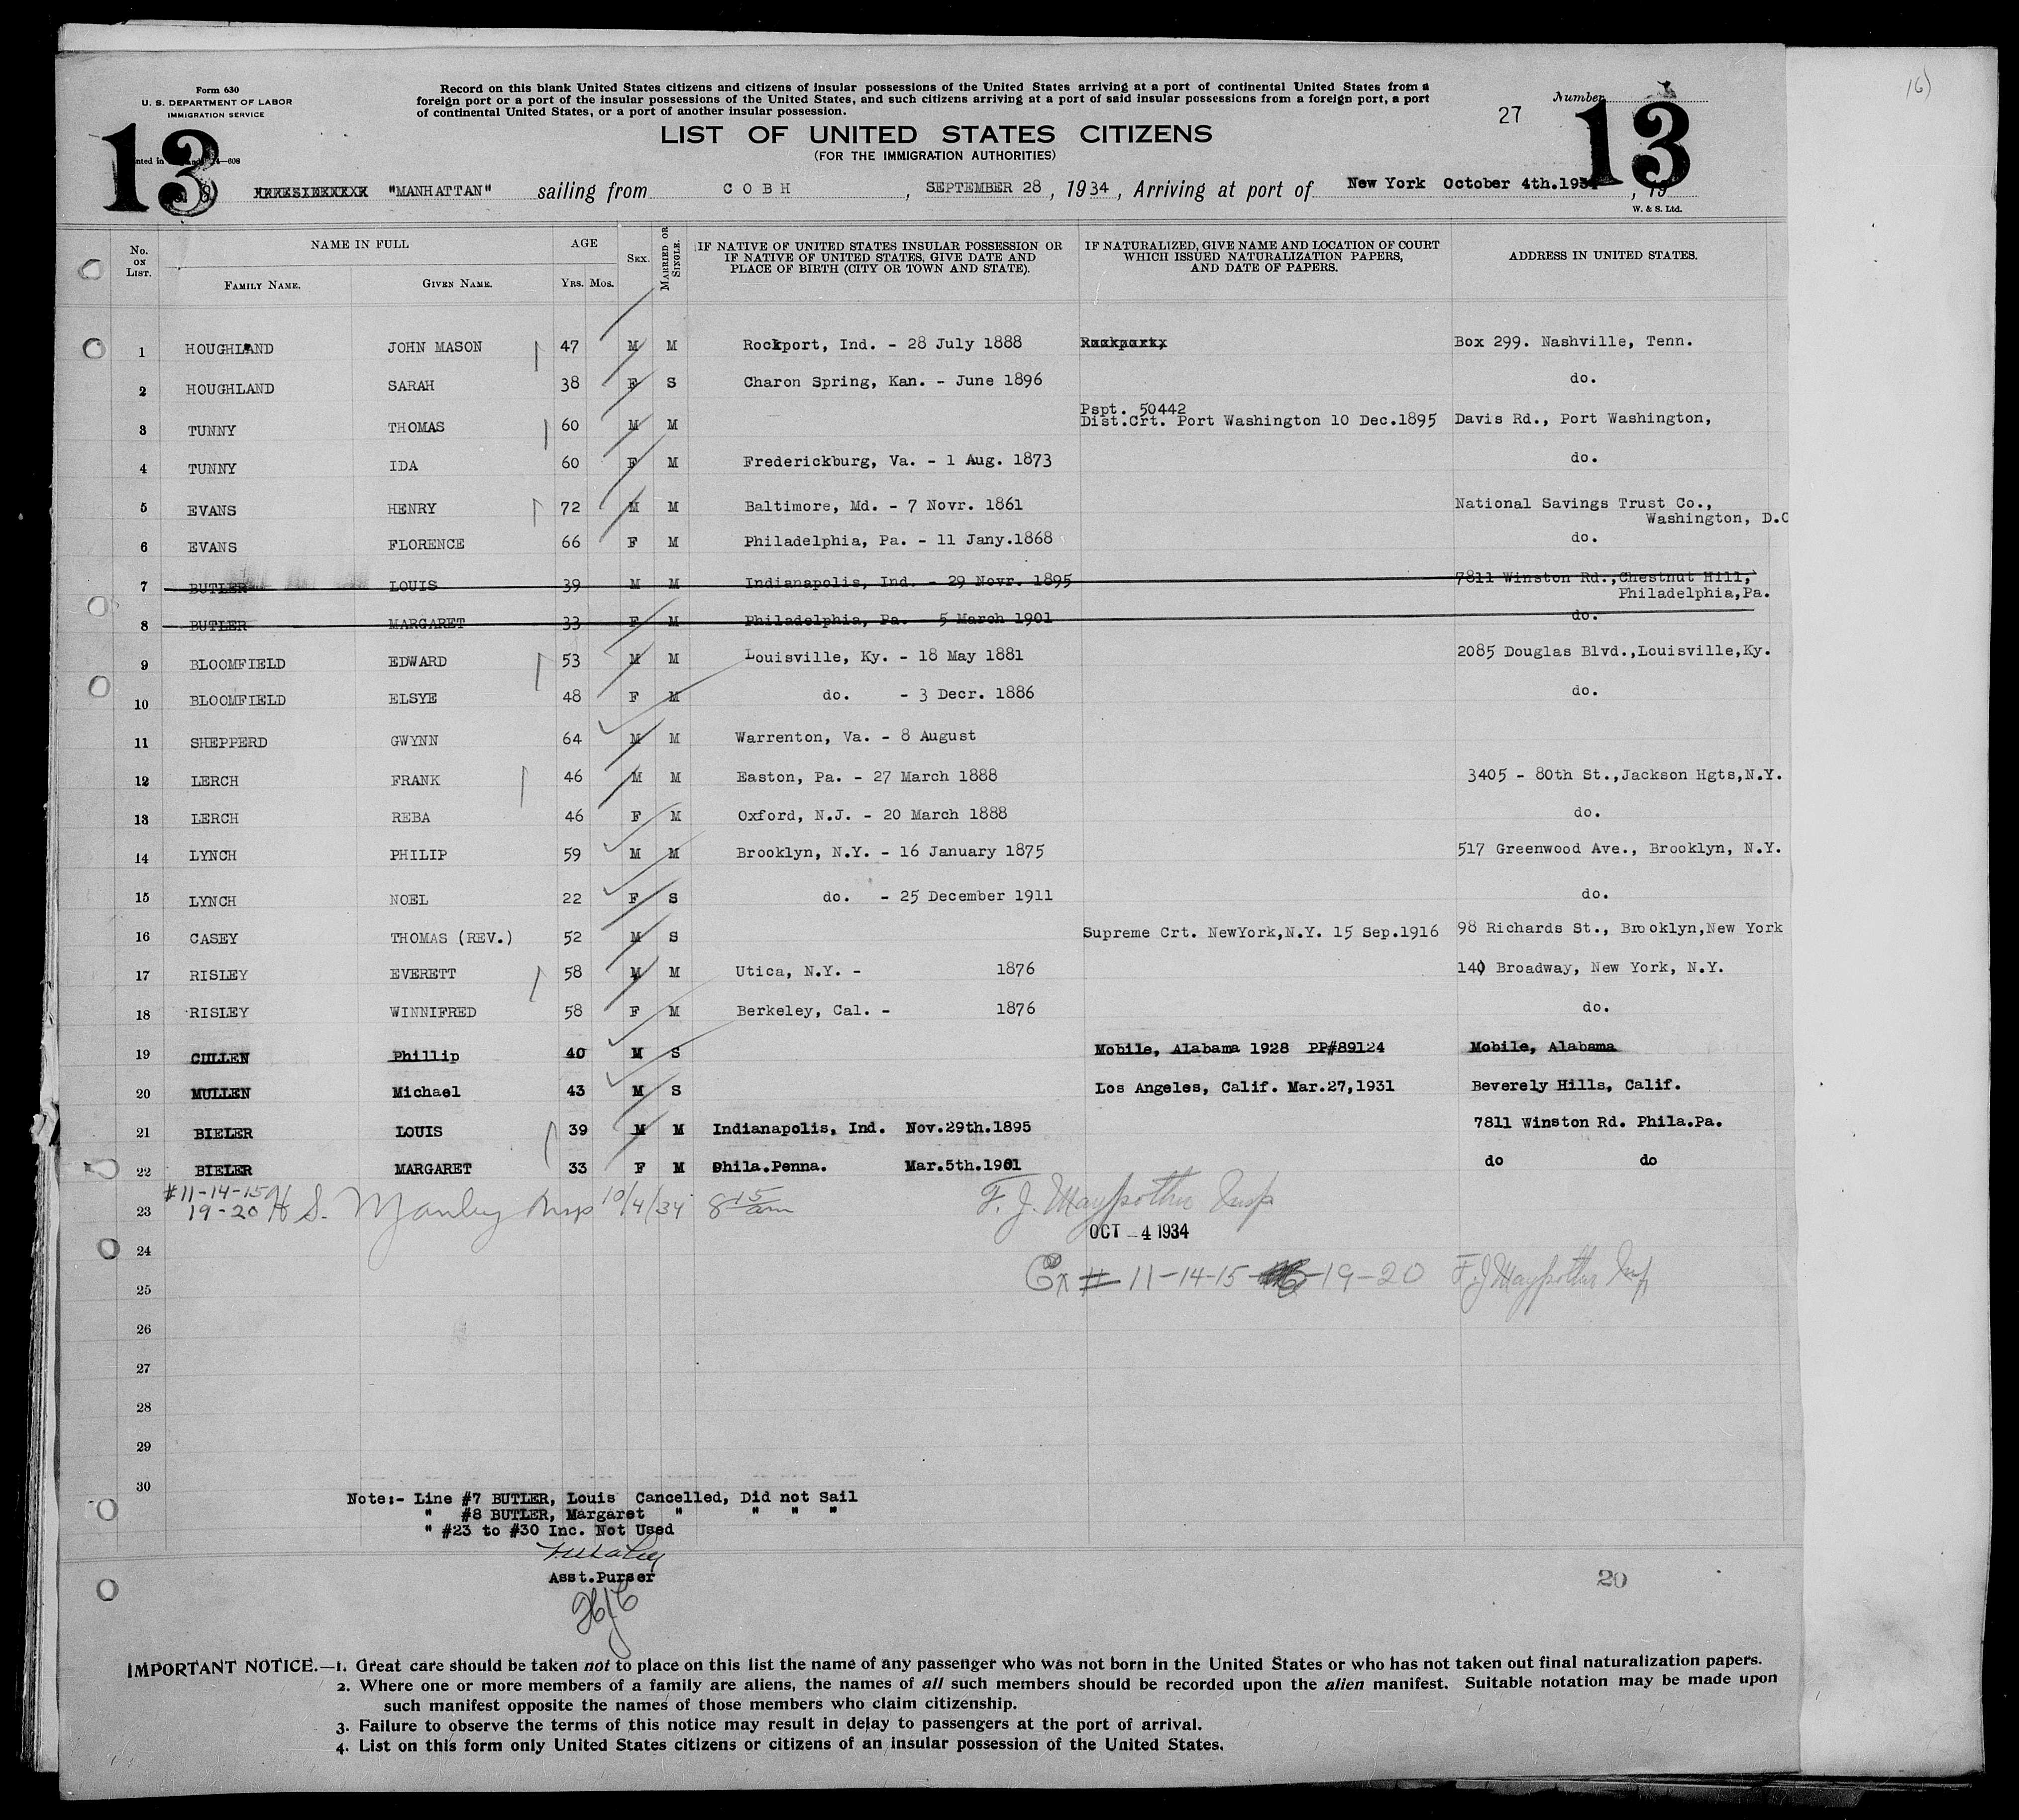 Form 630
U. S. DEPARTMENT OF LABOR
IMMIGRATION SERVICE
Record on this blank United States citizens and citizens of insular possessions of the United States arriving at a port of continental United States from a
foreign port or a port of the insular possessions of the United States, and such citizens arriving at a port of said insular possessions from a foreign port, a port
of continental United States, or a port of another insular possession.
27
Number
13
13
LIST OF UNITED STATES CITIZENS
(FOR THE IMMIGRATION AUTHORITIES)
"MANHATTAN" sailing from COBH, SEPTEMBER 28, 1934, Arriving at port of New York October 4th.1934, 19
W. & S. Ltd.
No. ON LIST. NAME IN FULL FAMILY NAME. GIVEN NAME. AGE YRS. MOS. SEX. MARRIED OR SINGLE. IF NATIVE OF UNITED STATES INSULAR POSSESSION OR IF NATIVE OF UNITED STATES, GIVE DATE AND PLACE OF BIRTH (CITY OR TOWN AND STATE). IF NATURALIZED, GIVE NAME AND LOCATION OF COURT WHICH ISSUED NATURALIZATION PAPERS, AND DATE OF PAPERS. ADDRESS IN UNITED STATES.
1 HOUGHLAND JOHN MASON 47 M M Rockport, Ind. - 28 July 1888 Rockport, Box 299. Nashville, Tenn.
2 HOUGHLAND SARAH 38 F S Charon Spring, Kan. - June 1896 do.
Pspt. 50442
3 TUNNY THOMAS 60 M M Dist.Crt. Port Washington 10 Dec.1895 Davis Rd., Port Washington,
4 TUNNY IDA 60 F M Frederickburg, Va. - 1 Aug. 1873 do.
5 EVANS HENRY 72 M M Baltimore, Md. - 7 Novr. 1861 National Savings Trust Co.,
Washington, D.C
6 EVANS FLORENCE 66 F M Philadelphia, Pa. - 11 Jany.1868 do.
7 BUTLER LOUIS 39 M M Indianapolis, Ind. - 29 Novr. 1895 7811 Winston Rd.,Chestnut Hill,
Philadelphia,Pa.
8 BUTLER MARGARET 33 F M Philadelphia, Pa. 5 March 1901 do.
9 BLOOMFIELD EDWARD 53 M M Louisville, Ky. - 18 May 1881 2085 Douglas Blvd.,Louisville,Ky.
10 BLOOMFIELD ELSYE 48 F M do. - 3 Decr. 1886 do.
11 SHEPPERD GWYNN 64 M M Warrenton, Va. - 8 August
12 LERCH FRANK 46 M M Easton, Pa. - 27 March 1888 3405 - 80th St.,Jackson Hgts,N.Y.
13 LERCH REBA 46 F M Oxford, N.J. - 20 March 1888 do.
14 LYNCH PHILIP 59 M M Brooklyn, N.Y. - 16 January 1875 517 Greenwood Ave., Brooklyn, N.Y.
15 LYNCH NOEL 22 F S do. - 25 December 1911 do.
16 CASEY THOMAS (REV.) 52 M S Supreme Crt. NewYork,N.Y. 15 Sep.1916 98 Richards St., Brooklyn,New York
17 RISLEY EVERETT 58 M M Utica, N.Y. - 1876 140 Broadway, New York, N.Y.
18 RISLEY WINNIFRED 58 F M Berkeley, Cal. - 1876 do.
19 CULLEN Phillip 40 M S Mobile, Alabama 1928 PP#89124 Mobile, Alabama
20 MULLEN Michael 43 M S Los Angeles, Calif. Mar.27,1931 Beverely Hills, Calif.
21 BIELER LOUIS 39 M M Indianapolis, Ind. Nov.29th.1895 7811 Winston Rd. Phila.Pa.
22 BIELER MARGARET 33 F M Phila.Penna. Mar.5th.1901 do do
#11-14-15
23 19-20 H S. Manley Insp 10/4/34 8 15 am F. J. Maypother Insp
OCT -4 1934
24
Ex # 11-14-15 -19-20 F. J Maypother Insp
25
26
27
28
29
30
Note:- Line #7 BUTLER, Louis Cancelled, Did not Sail
" #8 BUTLER, Margaret " " " "
" #23 to #30 Inc. Not Used
Asst.Purser
20
IMPORTANT NOTICE.—1. Great care should be taken not to place on this list the name of any passenger who was not born in the United States or who has not taken out final naturalization papers.
2. Where one or more members of a family are aliens, the names of all such members should be recorded upon the alien manifest. Suitable notation may be made upon
such manifest opposite the names of those members who claim citizenship.
3. Failure to observe the terms of this notice may result in delay to passengers at the port of arrival.
4. List on this form only United States citizens or citizens of an insular possession of the United States.